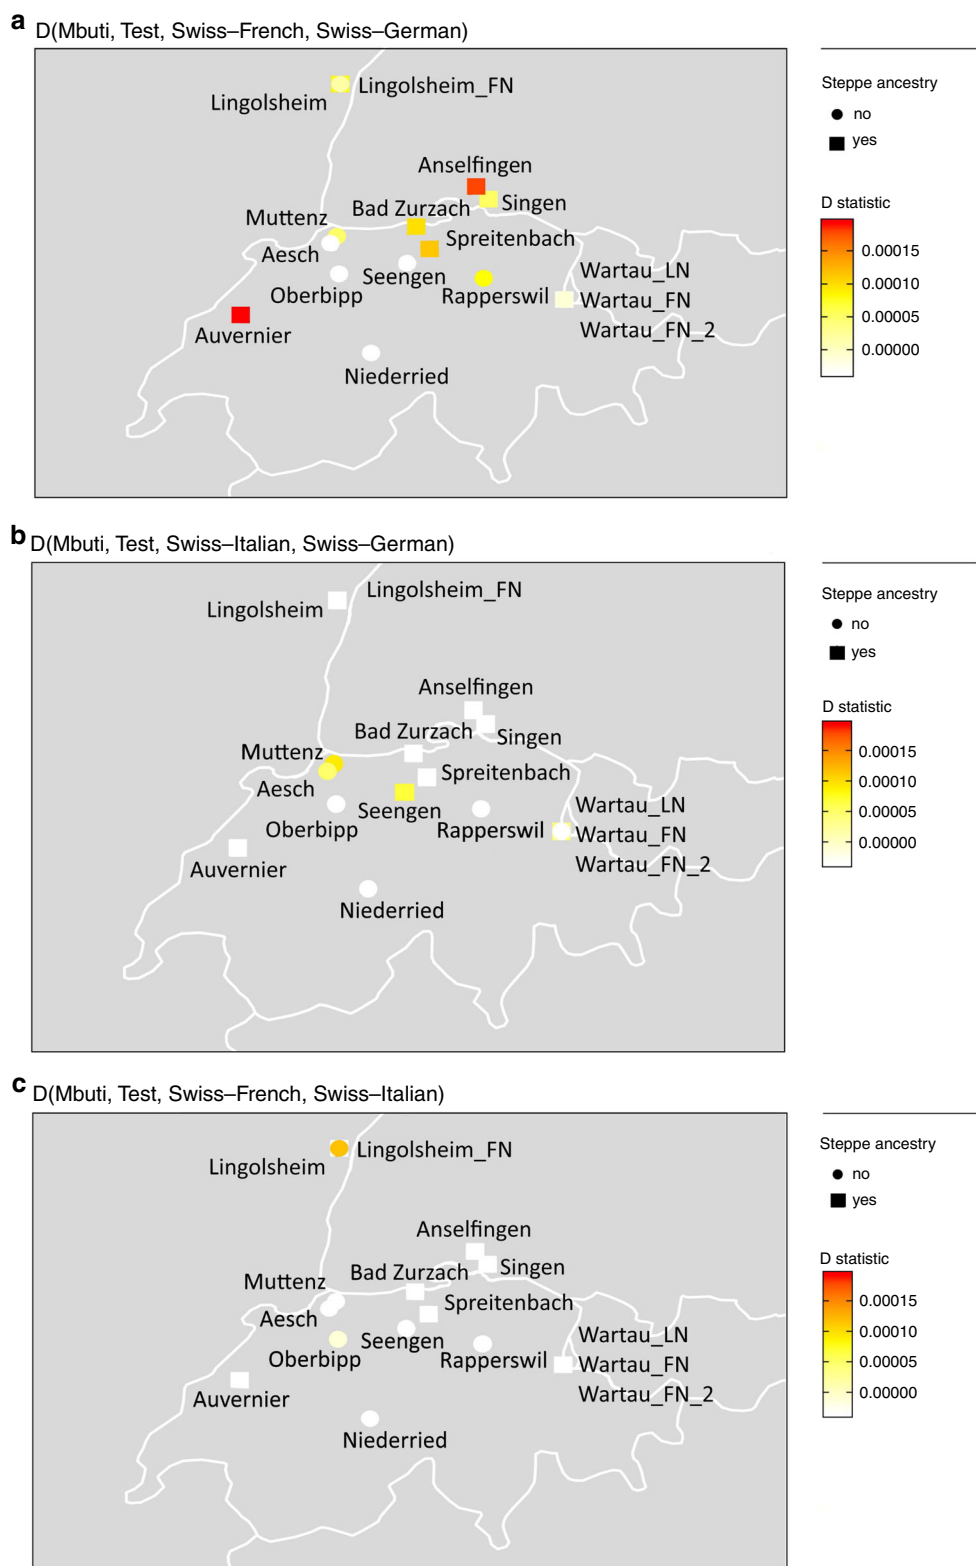 a D(Mbuti, Test, Swiss–French, Swiss–German)
Lingolsheim_FN
Lingolsheim
Anselfingen
Singen
Bad Zurzach
Muttenz
Spreitenbach
Aesch
Seengen
Oberbipp
Rapperswil
Wartau_LN
Wartau_FN
Wartau_FN_2
Auvernier
Niederried
Steppe ancestry
no
yes
D statistic
0.00015
0.00010
0.00005
0.00000
b D(Mbuti, Test, Swiss–Italian, Swiss–German)
Lingolsheim_FN
Lingolsheim
Anselfingen
Bad Zurzach
Singen
Muttenz
Spreitenbach
Aesch
Seengen
Oberbipp
Rapperswil
Wartau_LN
Wartau_FN
Wartau_FN_2
Auvernier
Niederried
Steppe ancestry
no
yes
D statistic
0.00015
0.00010
0.00005
0.00000
c D(Mbuti, Test, Swiss–French, Swiss–Italian)
Lingolsheim_FN
Lingolsheim
Anselfingen
Singen
Bad Zurzach
Muttenz
Spreitenbach
Aesch
Seengen
Oberbipp
Rapperswil
Wartau_LN
Wartau_FN
Wartau_FN_2
Auvernier
Niederried
Steppe ancestry
no
yes
D statistic
0.00015
0.00010
0.00005
0.00000